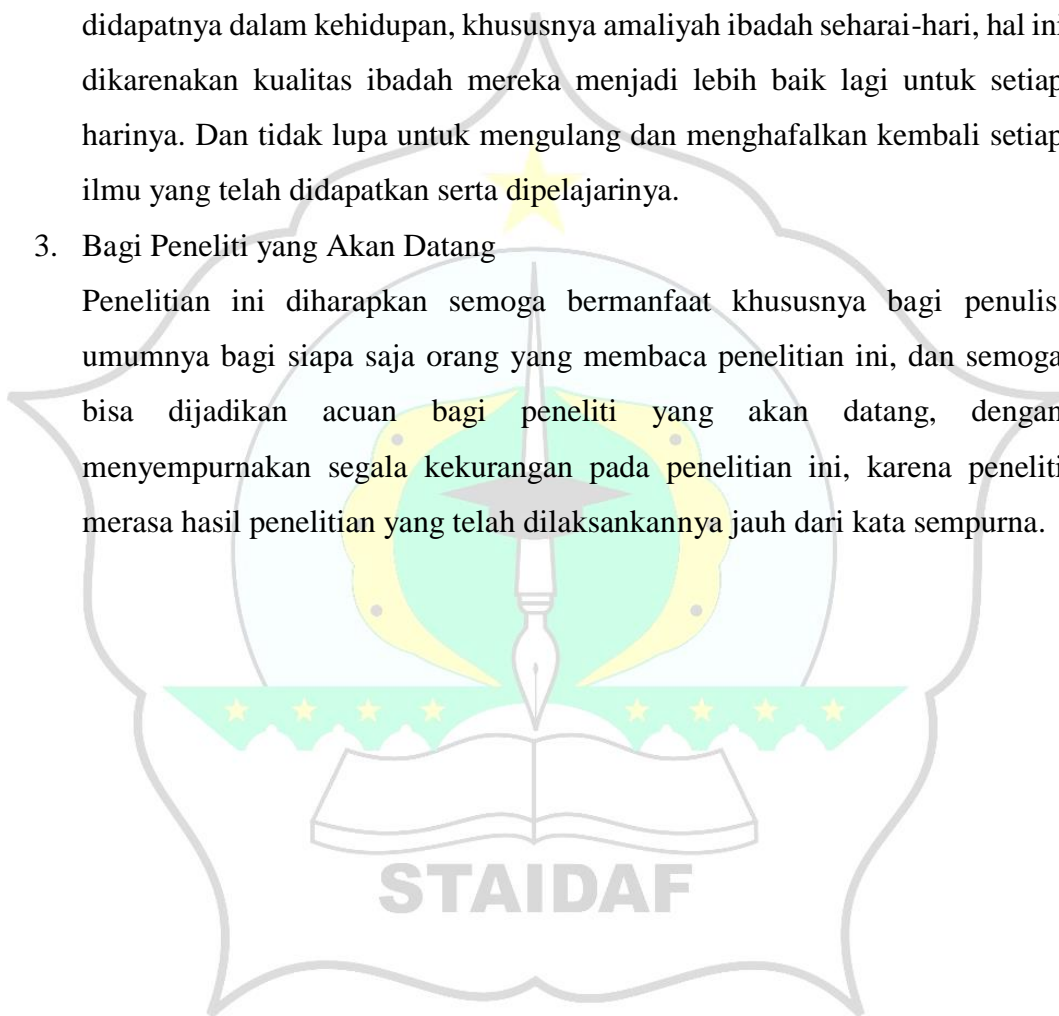 didapatnya dalam kehidupan, khususnya amaliyah ibadah seharai-hari, hal ini
dikarenakan kualitas ibadah mereka menjadi lebih baik lagi untuk setiap
harinya. Dan tidak lupa untuk mengulang dan menghafalkan kembali setiap
ilmu yang telah didapatkan serta dipelajarinya.
3. Bagi Peneliti yang Akan Datang
Penelitian ini diharapkan semoga bermanfaat khususnya bagi penulis
umumnya bagi siapa saja orang yang membaca penelitian ini, dan semoga
bisa dijadikan acuan bagi peneliti yang akan datang, dengan
menyempurnakan segala kekurangan pada penelitian ini, karena peneliti
merasa hasil penelitian yang telah dilaksankannya jauh dari kata sempurna.
STAIDAF